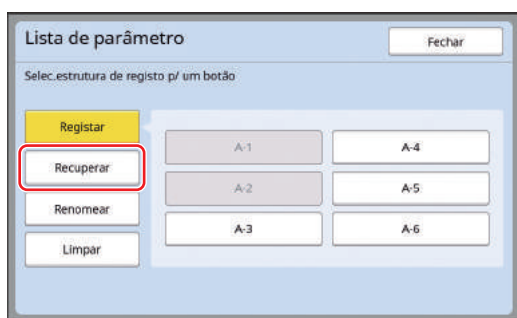 Lista de parâmetro
Fechar
Selec.estrutura de registo p/ um botão
Registar
Recuperar
Renomear
Limpar
A-1
A-4
A-2
A-5
A-3
A-6